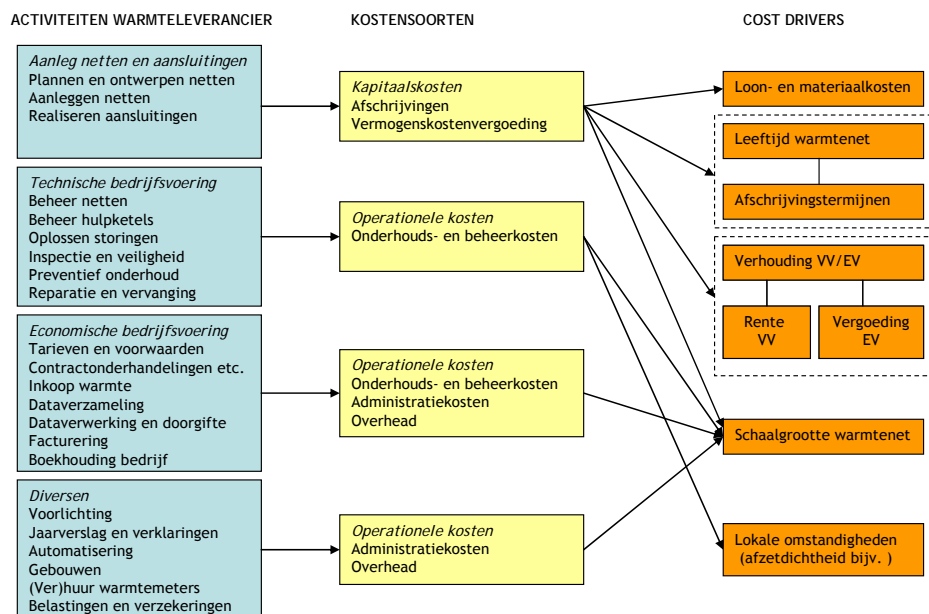 ACTIVITEITEN WARMTELEVERANCIER
Aanleg netten en aansluitingen
Plannen en ontwerpen netten
Aanleggen netten
Realiseren aansluitingen
Technische bedrijfsvoering
Beheer netten
Beheer hulpketels
Oplossen storingen
Inspectie en veiligheid
Preventief onderhoud
Reparatie en vervanging
Economische bedrijfsvoering
Tarieven en voorwaarden
Contractonderhandelingen etc.
Inkoop warmte
Dataverzameling
Dataverwerking en doorgifte
Facturering
Boekhouding bedrijf
Diversen
Voorlichting
Jaarverslag en verklaringen
Automatisering
Gebouwen
(Ver)huur warmtemeters
Belastingen en verzekeringen
KOSTENSOORTEN
Kapitaalskosten
Afschrijvingen
Vermogenskostenvergoeding
Operationele kosten
Onderhouds- en beheerkosten
Operationele kosten
Onderhouds- en beheerkosten
Administratiekosten
Overhead
Operationele kosten
Administratiekosten
Overhead
COST DRIVERS
Loon- en materiaalkosten
Leeftijd warmtenet
Afschrijvingstermijnen
Verhouding VV/EV
Rente
VV
Vergoeding
EV
Schaalgrootte warmtenet
Lokale omstandigheden
(afzetdichtheid bijv. )